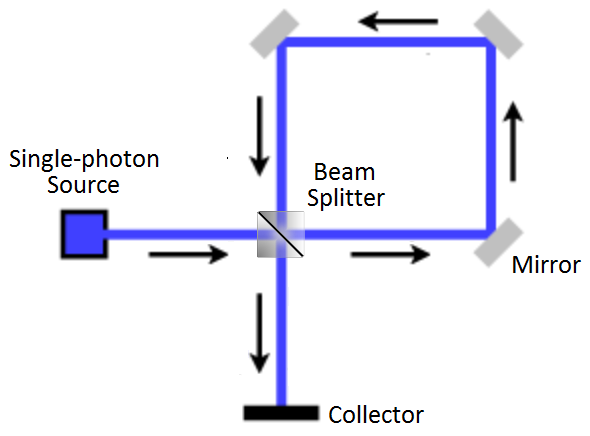 Single-photon
Source
Beam
Splitter
Mirror
Collector